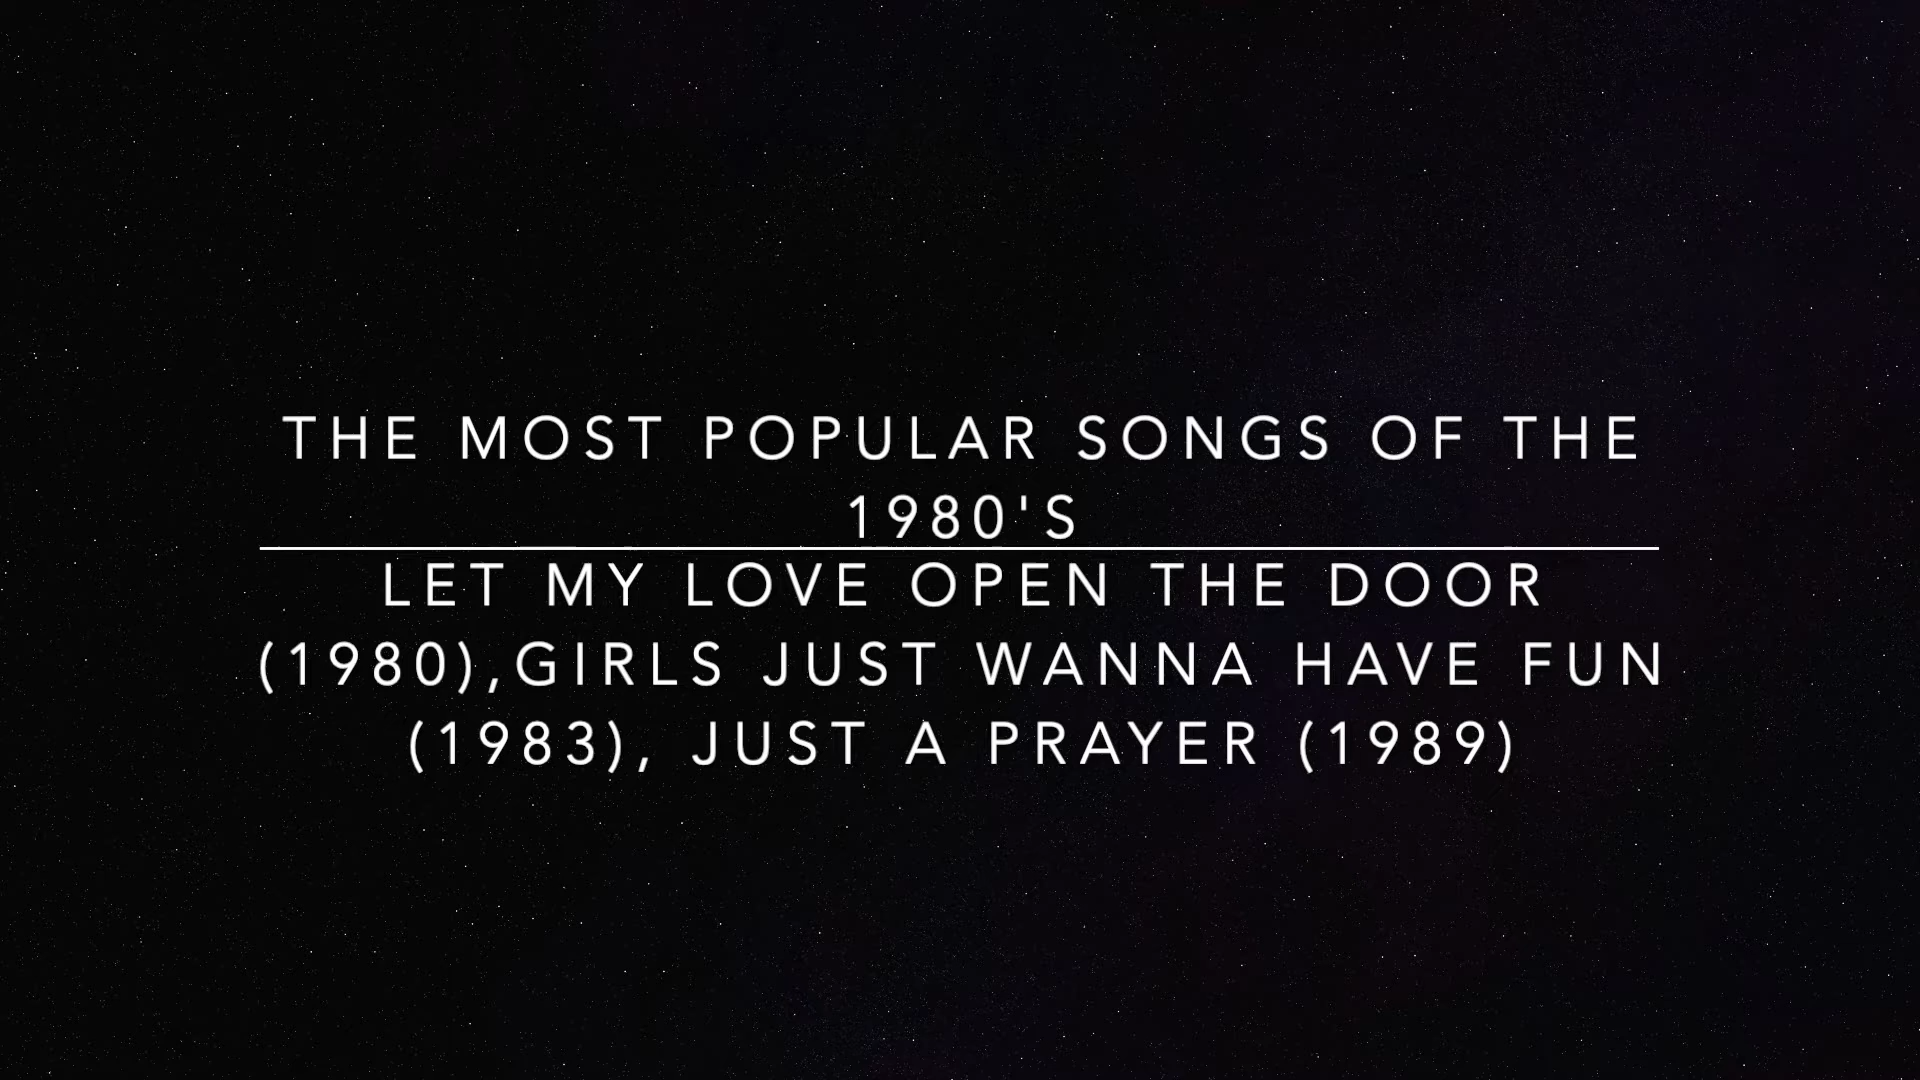 THE MOST POPULAR SONGS OF THE
1980'S
LET MY LOVE OPEN THE DOOR
(1980),GIRLS JUST WANNA HAVE FUN
(1983), JUST A PRAYER (1989)